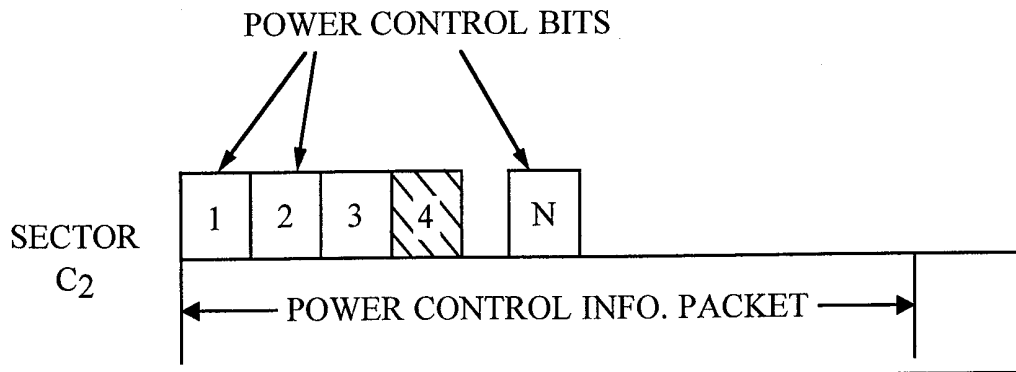 POWER CONTROL BITS
1 2 3 4 N
SECTOR
C2
POWER CONTROL INFO. PACKET